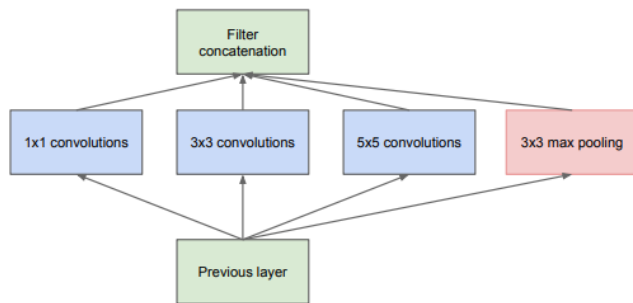 Filter
concatenation
1x1 convolutions
3x3 convolutions
5x5 convolutions
3x3 max pooling
Previous layer